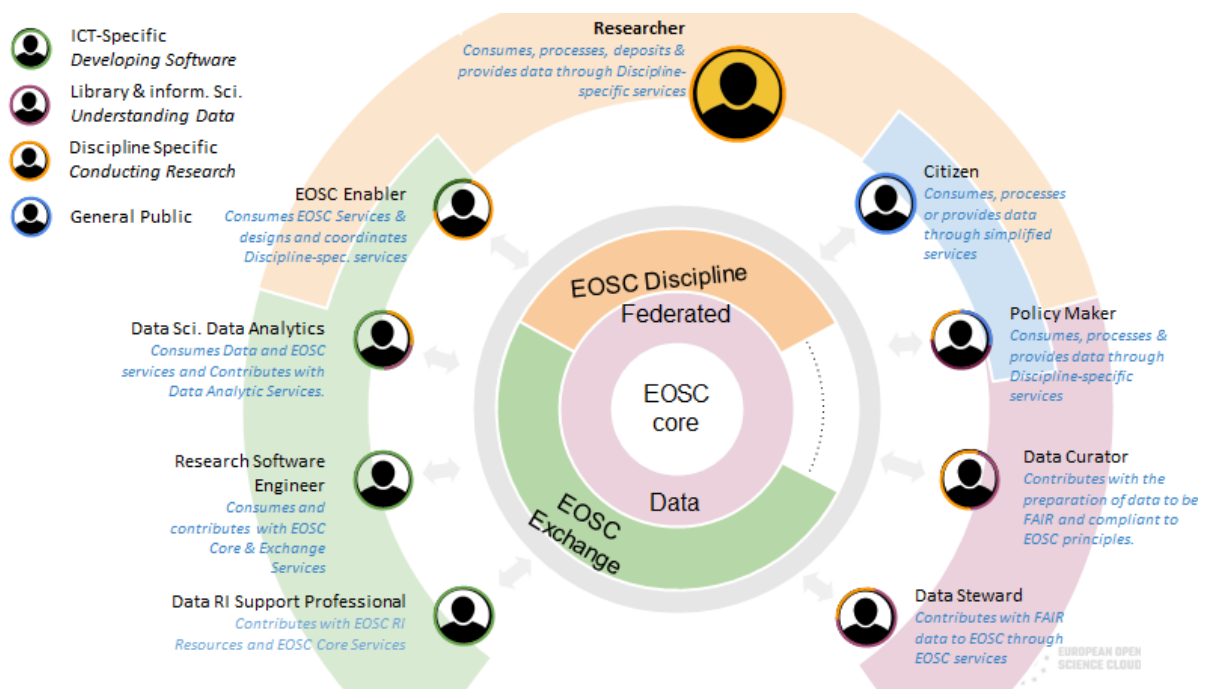 ICT-Specific
Developing Software
Library & inform. Sci.
Understanding Data
Discipline Specific
Conducting Research
General Public
Researcher
Consumes, processes, deposits &
provides data through Discipline-
specific services
EOSC Enabler
Consumes EOSC Services &
designs and coordinates
Discipline-spec. services
Data Sci. Data Analytics
Consumes Data and EOSC
services and Contributes with
Data Analytic Services.
Research Software
Engineer
Consumes and
contributes with EOSC
Core & Exchange
Services
Data RI Support Professional
Contributes with EOSC RI
Resources and EOSC Core Services
EOSC Discipline
Federated
EOSC
core
Data
EOSC
Exchange
Citizen
Consumes, processes
or provides data
through simplified
services
Policy Maker
Consumes, processes &
provides data through
Discipline-specific
services
Data Curator
Contributes with the
preparation of data to be
FAIR and compliant to
EOSC principles.
Data Steward
Contributes with FAIR
data to EOSC through
EOSC services
EUROPEAN OPEN
SCIENCE CLOUD